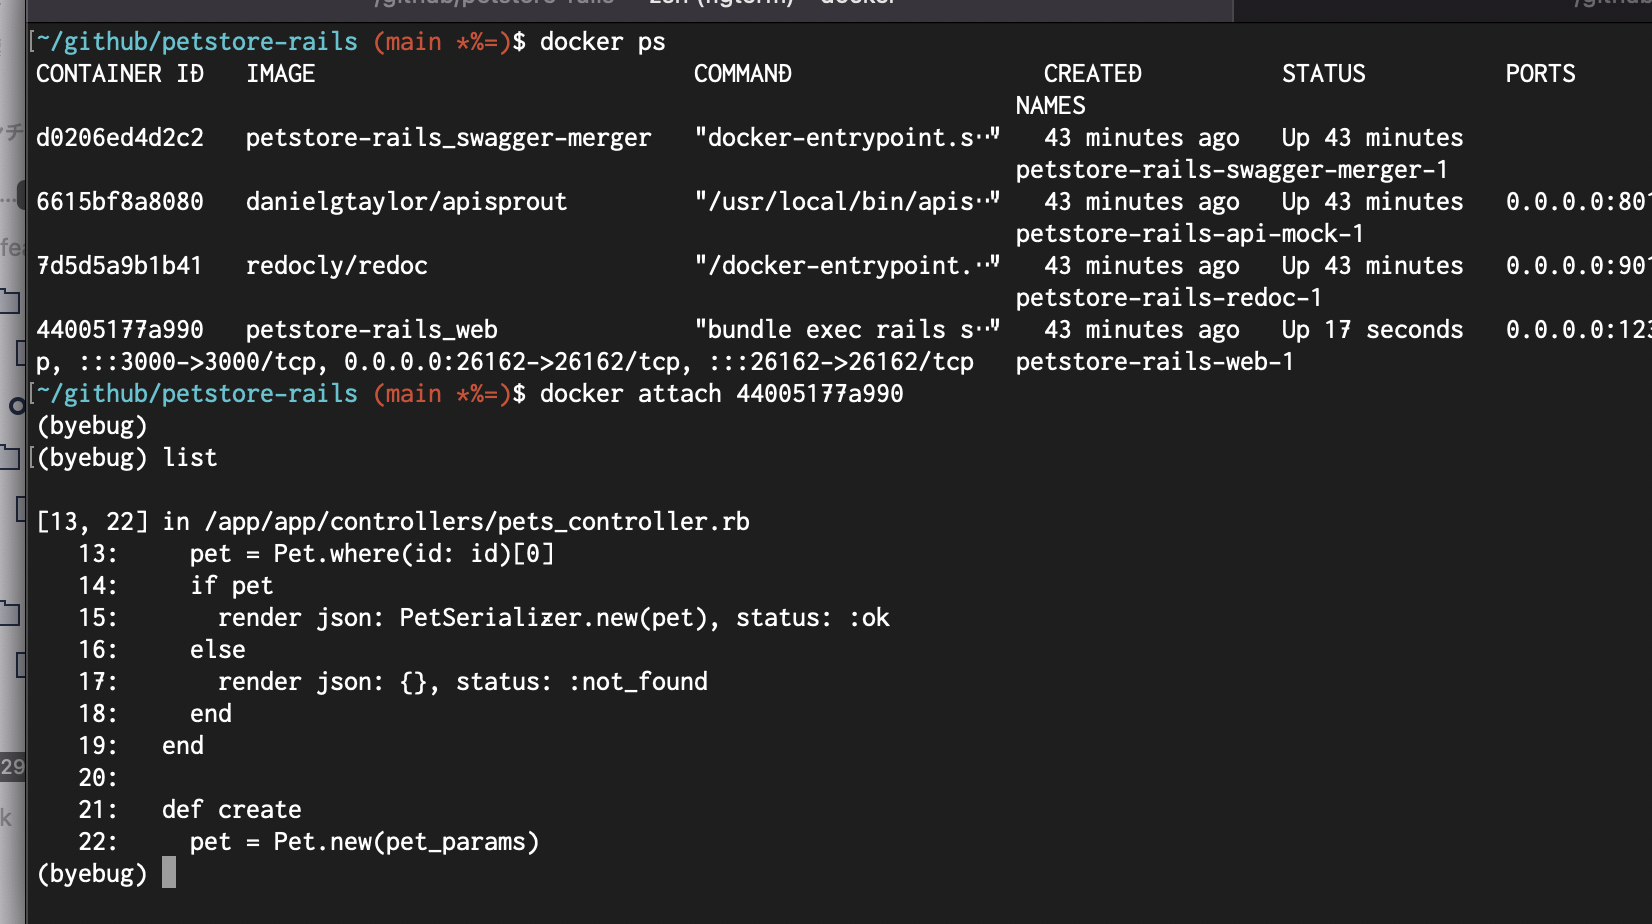 [~/github/petstore-rails (main *%=)$ docker ps
CONTAINER ID   IMAGE                           COMMAND                  CREATED          STATUS          PORTS
NAMES
d0206ed4d2c2   petstore-rails_swagger-merger   "docker-entrypoint.s…"   43 minutes ago   Up 43 minutes
petstore-rails-swagger-merger-1
6615bf8a8080   danielgtaylor/apisprout         "/usr/local/bin/apis…"   43 minutes ago   Up 43 minutes   0.0.0.0:801
petstore-rails-api-mock-1
7d5d5a9b1b41   redocly/redoc                   "/docker-entrypoint.…"   43 minutes ago   Up 43 minutes   0.0.0.0:901
petstore-rails-redoc-1
44005177a990   petstore-rails_web              "bundle exec rails s…"   43 minutes ago   Up 17 seconds   0.0.0.0:123
p, :::3000->3000/tcp, 0.0.0.0:26162->26162/tcp, :::26162->26162/tcp   petstore-rails-web-1
[~/github/petstore-rails (main *%=)$ docker attach 44005177a990
(byebug)
[(byebug) list
[13, 22] in /app/app/controllers/pets_controller.rb
   13:     pet = Pet.where(id: id)[0]
   14:     if pet
   15:       render json: PetSerializer.new(pet), status: :ok
   16:     else
   17:       render json: {}, status: :not_found
   18:     end
   19:   end
   20:
   21:   def create
   22:     pet = Pet.new(pet_params)
(byebug)